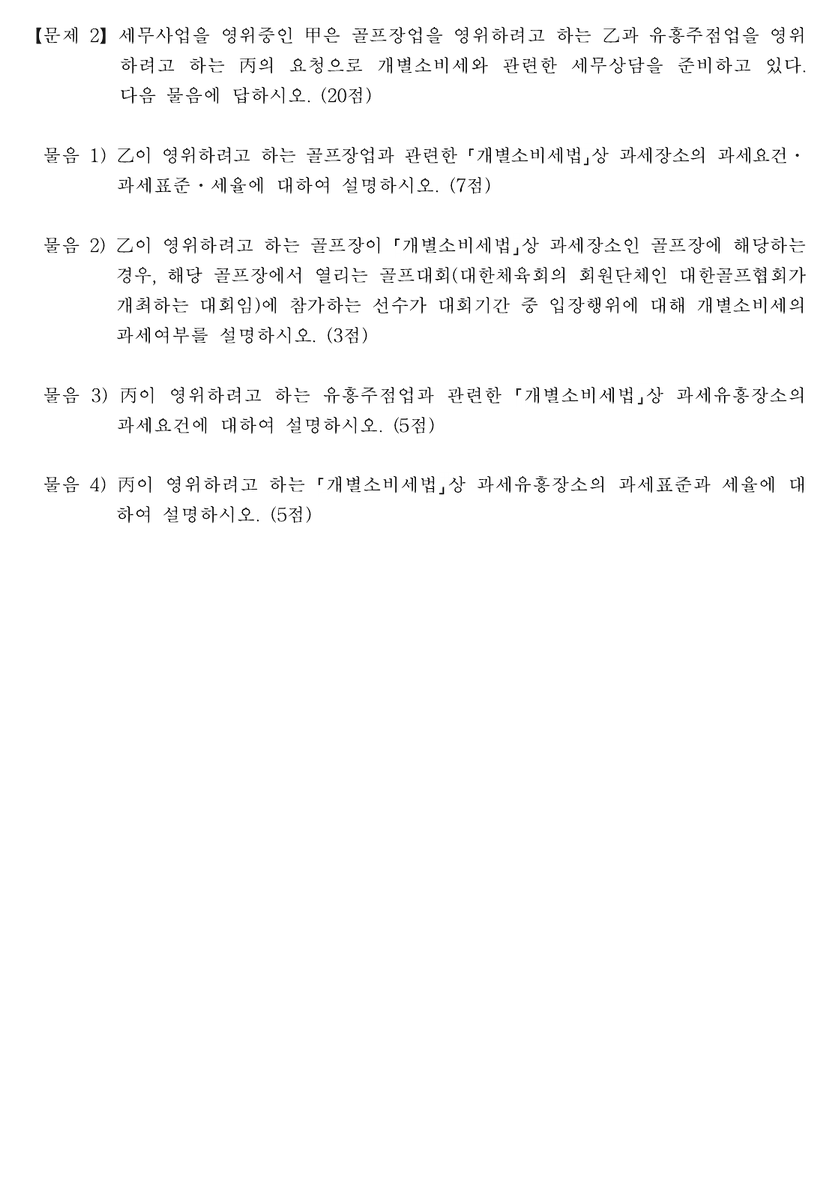 【문제 2】 세무사업을 영위중인 甲은 골프장업을 영위하려고 하는 乙과 유흥주점업을 영위
하려고 하는 丙의 요청으로 개별소비세와 관련한 세무상담을 준비하고 있다.
다음 물음에 답하시오. (20점)
물음 1) 乙이 영위하려고 하는 골프장업과 관련한 「개별소비세법」상 과세장소의 과세요건・
과세표준・세율에 대하여 설명하시오. (7점)
물음 2) 乙이 영위하려고 하는 골프장이 「개별소비세법」상 과세장소인 골프장에 해당하는
경우, 해당 골프장에서 열리는 골프대회(대한체육회의 회원단체인 대한골프협회가
개최하는 대회임)에 참가하는 선수가 대회기간 중 입장행위에 대해 개별소비세의
과세여부를 설명하시오. (3점)
물음 3) 丙이 영위하려고 하는 유흥주점업과 관련한 「개별소비세법」상 과세유흥장소의
과세요건에 대하여 설명하시오. (5점)
물음 4) 丙이 영위하려고 하는 「개별소비세법」상 과세유흥장소의 과세표준과 세율에 대
하여 설명하시오. (5점)